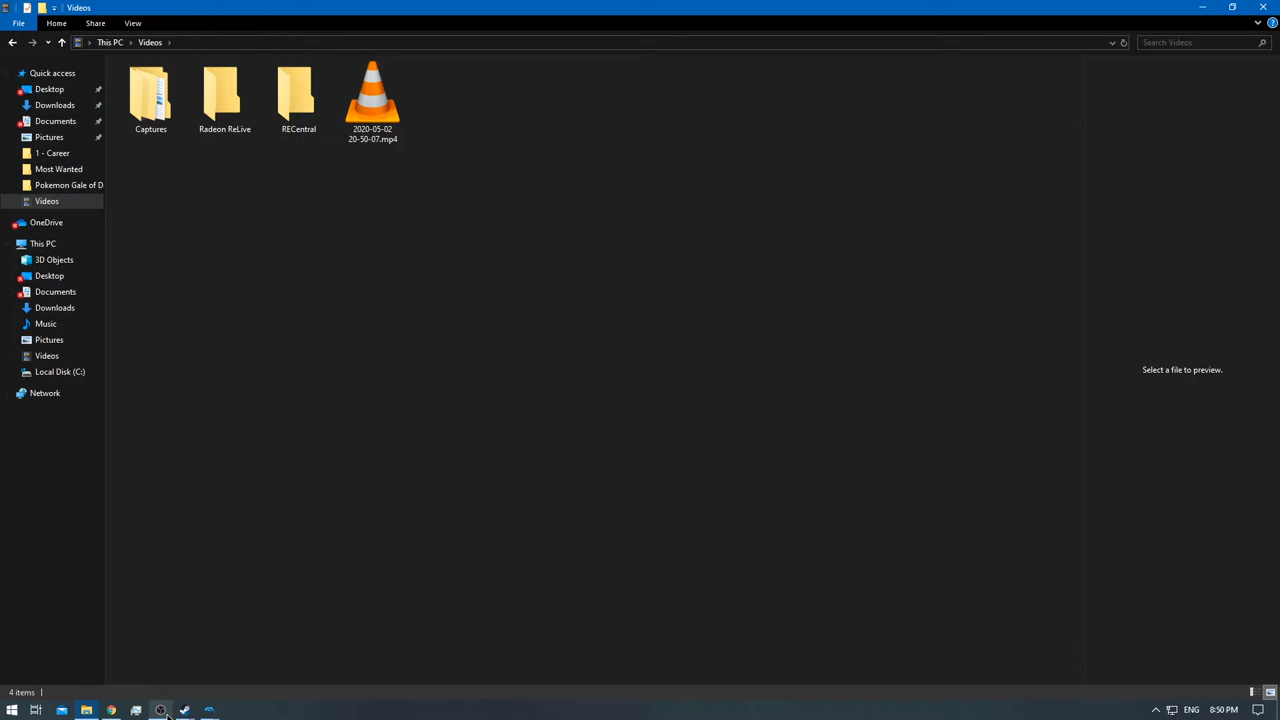 Videos
File Home Share View
This PC Videos
Search Videos
Quick access
Desktop
Downloads
Documents
Pictures
1 - Career
Most Wanted
Pokemon Gale of D
Videos
OneDrive
This PC
3D Objects
Desktop
Documents
Downloads
Music
Pictures
Videos
Local Disk (C:)
Network
Captures
Radeon ReLive
RECentral
2020-05-02
20-50-07.mp4
Select a file to preview.
4 items
ENG 8:50 PM